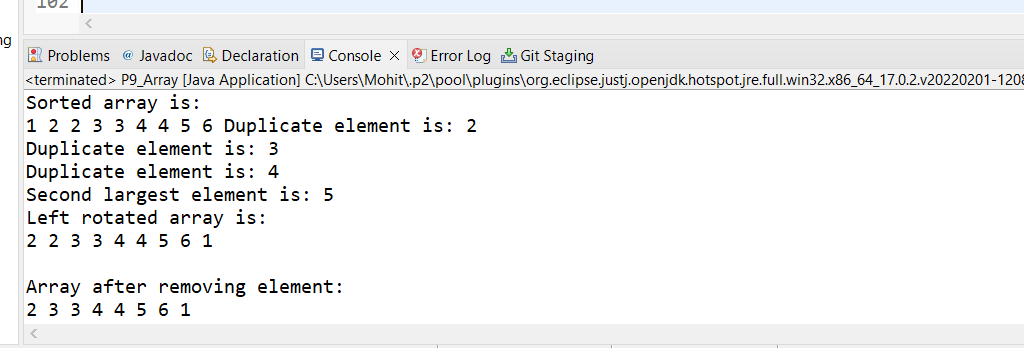 102
ng
Problems @ Javadoc Declaration Console Error Log Git Staging
<terminated> P9_Array [Java Application] C:\Users\Mohit\.p2\pool\plugins\org.eclipse.justj.openjdk.hotspot.jre.full.win32.x86_64_17.0.2.v20220201-1208
Sorted array is:
1 2 2 3 3 4 4 5 6 Duplicate element is: 2
Duplicate element is: 3
Duplicate element is: 4
Second largest element is: 5
Left rotated array is:
2 2 3 3 4 4 5 6 1
Array after removing element:
2 3 3 4 4 5 6 1